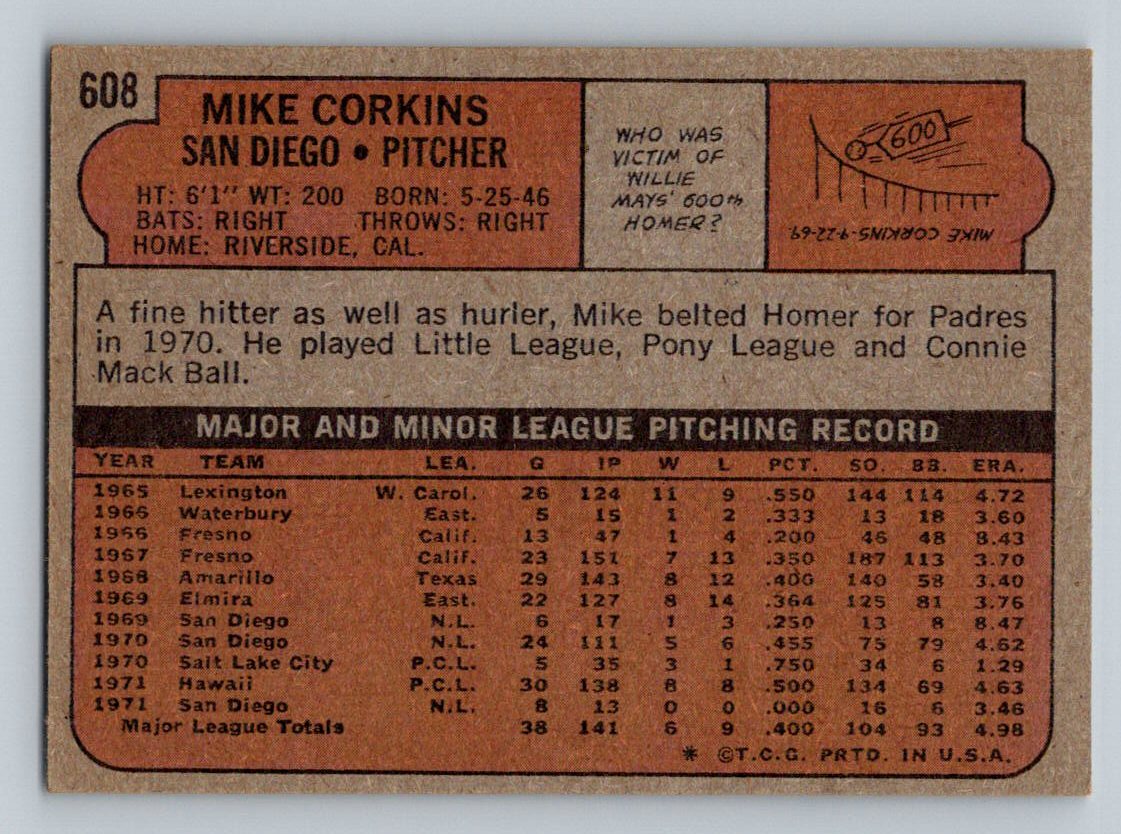 608
MIKE CORKINS
SAN DIEGO • PITCHER
HT: 6'1" WT: 200 BORN: 5-25-46
BATS: RIGHT THROWS: RIGHT
HOME: RIVERSIDE, CAL.
WHO WAS
VICTIM OF
WILLIE
MAYS' 600th
HOMER?
600
MIKE CORKINS-9-22-69
A fine hitter as well as hurler, Mike belted Homer for Padres
in 1970. He played Little League, Pony League and Connie
Mack Ball.
MAJOR AND MINOR LEAGUE PITCHING RECORD
YEAR TEAM LEA. G IP W L PCT. SO. BB. ERA.
1965 Lexington W. Carol. 26 124 11 9 .550 144 114 4.72
1966 Waterbury East. 5 15 1 2 .333 13 18 3.60
1966 Fresno Calif. 13 47 1 4 .200 46 48 8.43
1967 Fresno Calif. 23 151 7 13 .350 187 113 3.70
1968 Amarillo Texas 29 143 8 12 .400 140 58 3.40
1969 Elmira East. 22 127 8 14 .364 125 81 3.76
1969 San Diego N.L. 6 17 1 3 .250 13 8 8.47
1970 San Diego N.L. 24 111 5 6 .455 75 79 4.62
1970 Salt Lake City P.C.L. 5 35 3 1 .750 34 6 1.29
1971 Hawaii P.C.L. 30 138 8 8 .500 134 69 4.63
1971 San Diego N.L. 8 13 0 0 .000 16 6 3.46
Major League Totals 38 141 6 9 .400 104 93 4.98
* ©T.C.G. PRTD. IN U.S.A.